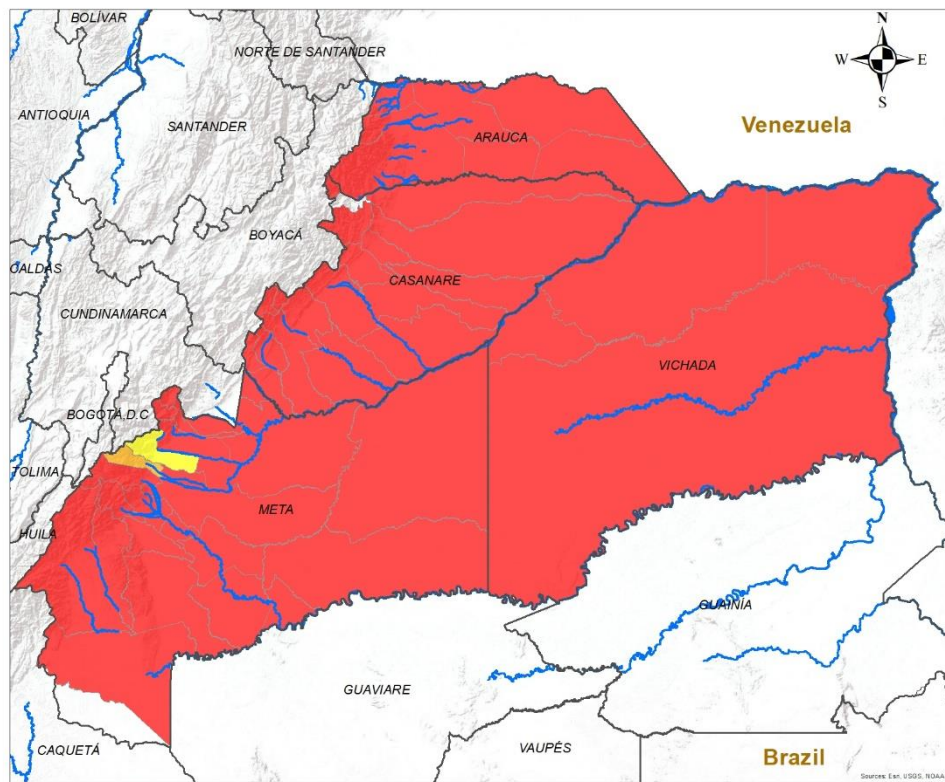 BOLÍVAR
NORTE DE SANTANDER
N
W
E
S
ANTIOQUIA
SANTANDER
ARAUCA
Venezuela
BOYACÁ
CALDAS
CASANARE
CUNDINAMARCA
VICHADA
BOGOTÁ,D.C
TOLIMA
META
HUILA
GUAINÍA
GUAVIARE
CAQUETÁ
VAUPÊS
Brazil
Sources: Esri, USGS, NOAA